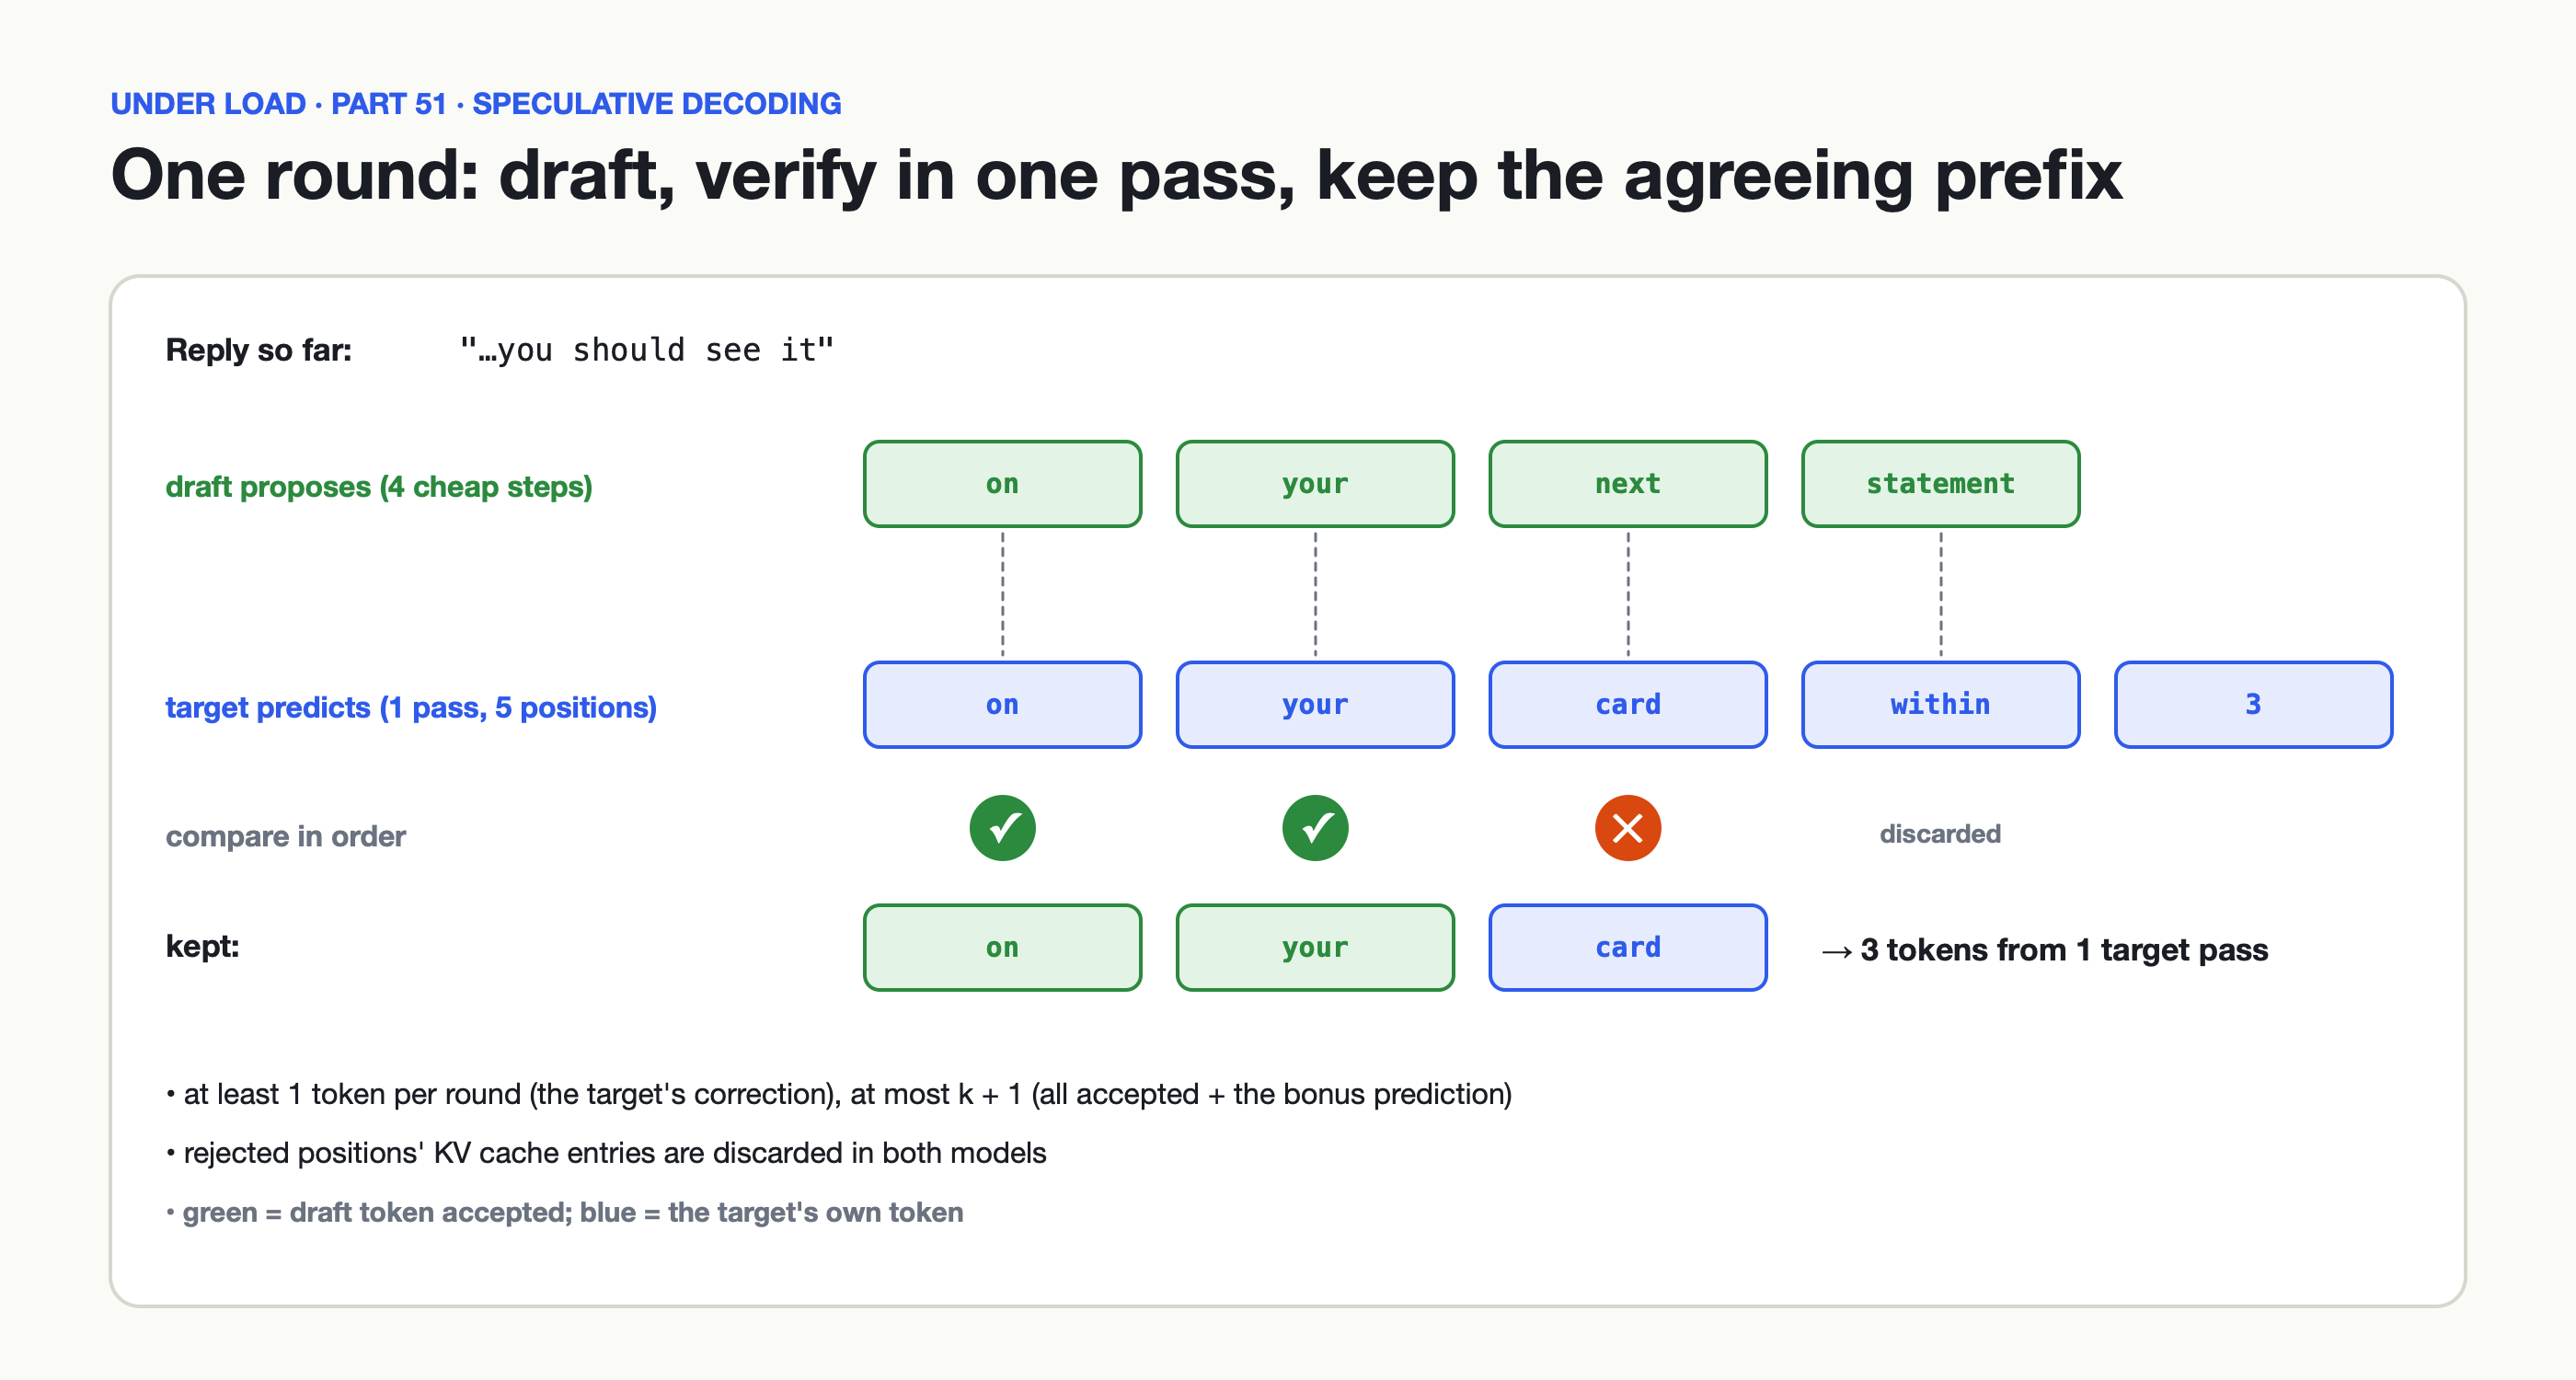 UNDER LOAD · PART 51 · SPECULATIVE DECODING
One round: draft, verify in one pass, keep the agreeing prefix
Reply so far: "…you should see it"
draft proposes (4 cheap steps) on your next statement
target predicts (1 pass, 5 positions) on your card within 3
compare in order ✓ ✓ ✕ discarded
kept: on your card → 3 tokens from 1 target pass
• at least 1 token per round (the target's correction), at most k + 1 (all accepted + the bonus prediction)
• rejected positions' KV cache entries are discarded in both models
• green = draft token accepted; blue = the target's own token